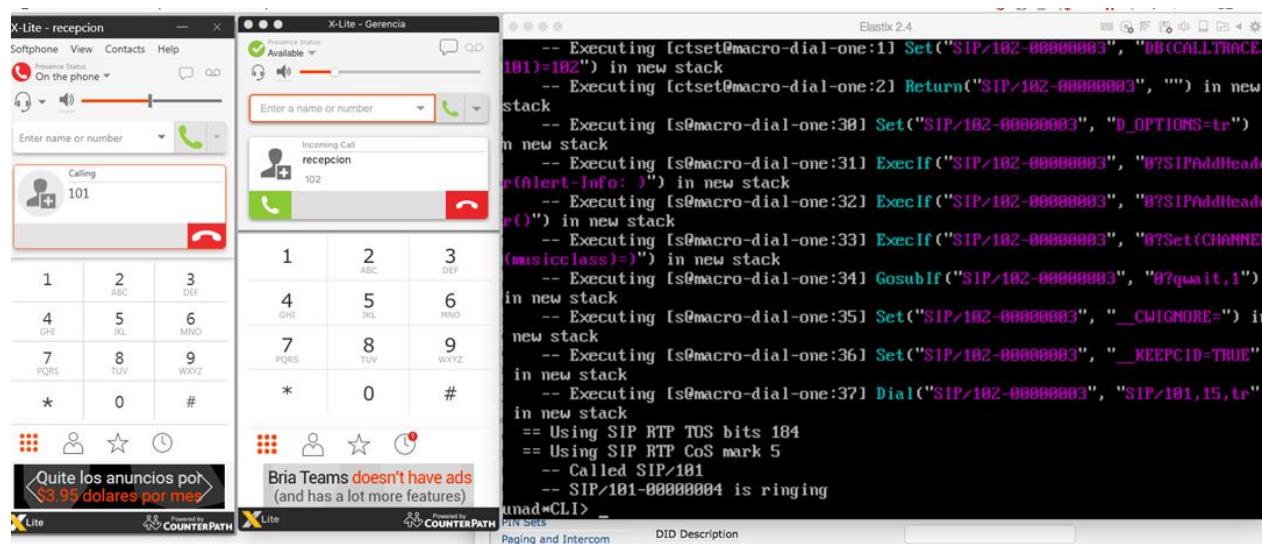 X-Lite - recepcion
Softphone View Contacts Help
Presence Status
On the phone
Enter name or number
Calling
101
1
2
ABC
3
DEF
4
GHI
5
JKL
6
MNO
7
PQRS
8
TUV
9
WXYZ
*
0
#
Quite los anuncios por
$3.95 dolares por mes
X Lite
Powered by
COUNTERPATH
X-Lite - Gerencia
Presence Status
Available
Enter a name or number
Incoming Call
recepcion
102
1
2
ABC
3
DEF
4
GHI
5
JKL
6
MNO
7
PQRS
8
TUV
9
WXYZ
*
0
#
Bria Teams doesn't have ads
(and has a lot more features)
X Lite
Powered by
COUNTERPATH
Elastix 2.4
-- Executing [ctset@macro-dial-one:1] Set("SIP/102-00000003", "DB(CALLTRACE
101)=102") in new stack
-- Executing [ctset@macro-dial-one:2] Return("SIP/102-00000003", "") in new
stack
-- Executing [s@macro-dial-one:30] Set("SIP/102-00000003", "D_OPTIONS=tr")
n new stack
-- Executing [s@macro-dial-one:31] ExecIf("SIP/102-00000003", "0?SIPAddHeade
r(Alert-Info: )") in new stack
-- Executing [s@macro-dial-one:32] ExecIf("SIP/102-00000003", "0?SIPAddHeade
r()") in new stack
-- Executing [s@macro-dial-one:33] ExecIf("SIP/102-00000003", "0?Set(CHANNEL
(musicclass)=)") in new stack
-- Executing [s@macro-dial-one:34] GosubIf("SIP/102-00000003", "0?qwait,1")
in new stack
-- Executing [s@macro-dial-one:35] Set("SIP/102-00000003", "__CWIGNORE=") in
new stack
-- Executing [s@macro-dial-one:36] Set("SIP/102-00000003", "__KEEPCID=TRUE"
in new stack
-- Executing [s@macro-dial-one:37] Dial("SIP/102-00000003", "SIP/101,15,tr"
in new stack
== Using SIP RTP TOS bits 184
== Using SIP RTP CoS mark 5
-- Called SIP/101
-- SIP/101-00000004 is ringing
unad*CLI> _
PIN Sets
Paging and Intercom
DID Description